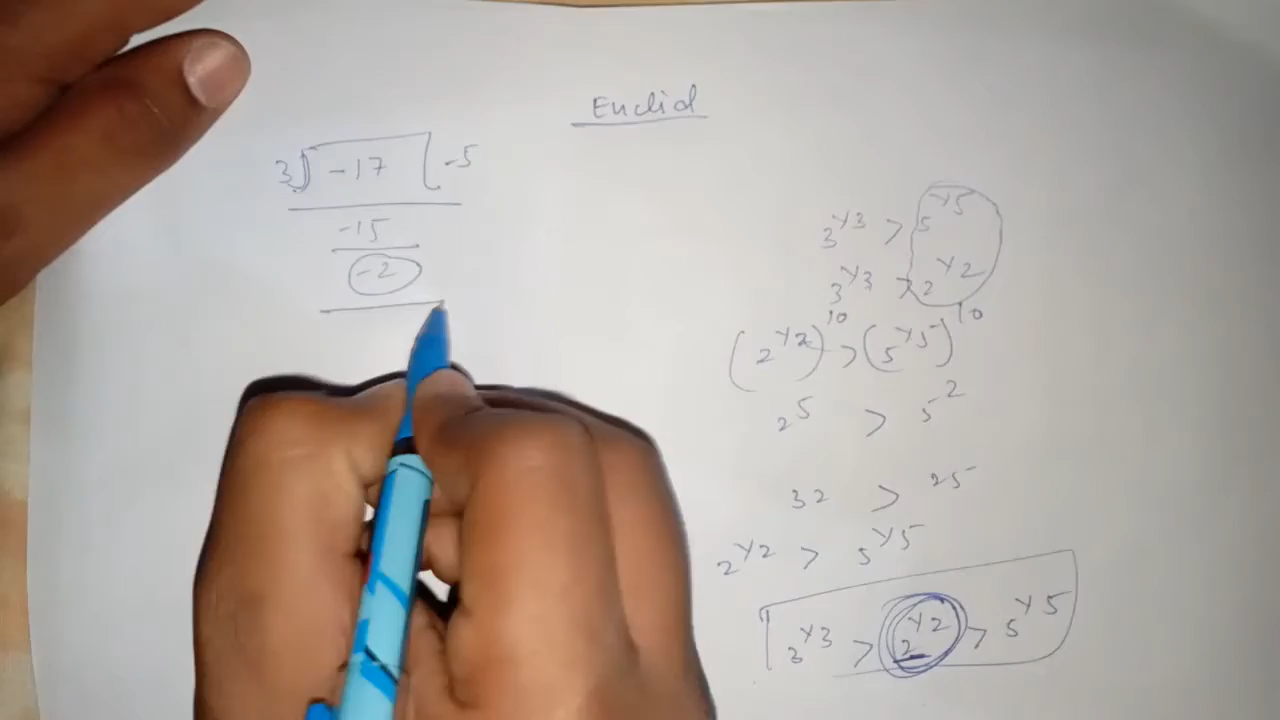 Euclid
3) -17 ( -5
-15
-2
3^1/3 > 5^1/5
3^1/3 > 2^1/2
(2^1/2)^10 > (5^1/5)^10
2^5 > 5^2
32 > 25
2^1/2 > 5^1/5
3^1/3 > 2^1/2 > 5^1/5